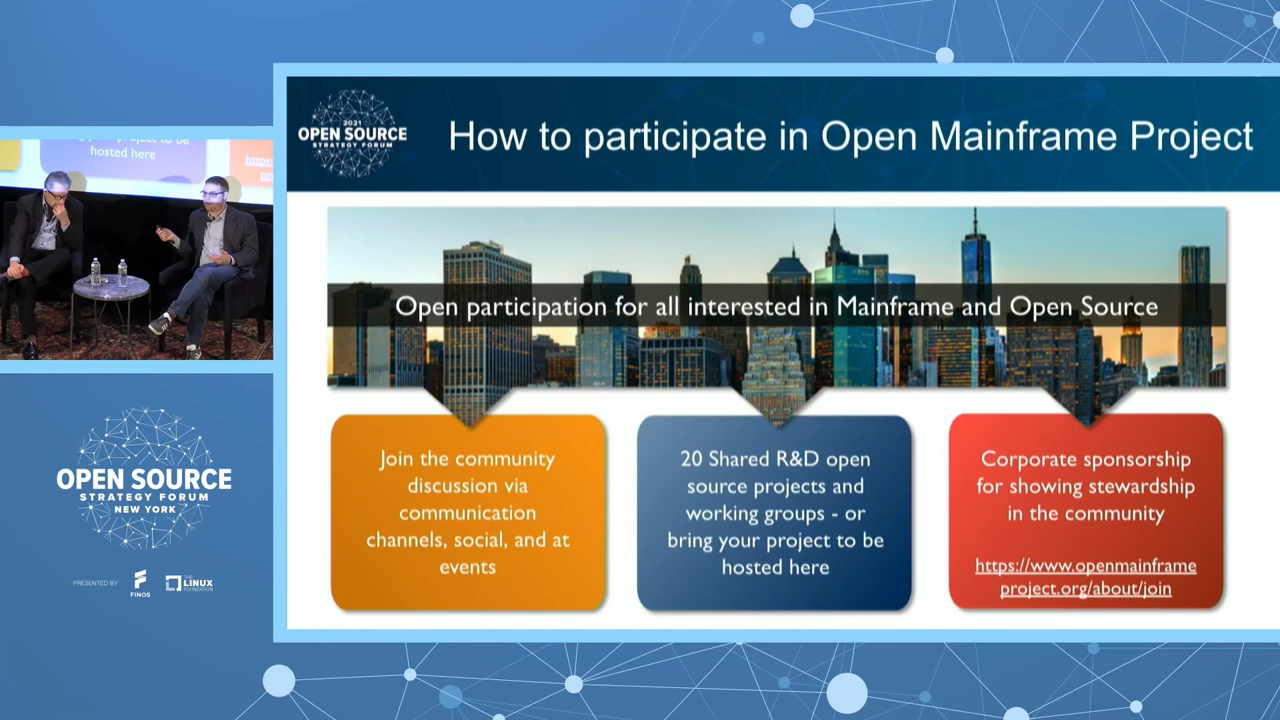 2021
OPEN SOURCE
STRATEGY FORUM
How to participate in Open Mainframe Project
project to be
hosted here
Open participation for all interested in Mainframe and Open Source
Join the community
discussion via
communication
channels, social, and at
events
20 Shared R&D open
source projects and
working groups - or
bring your project to be
hosted here
Corporate sponsorship
for showing stewardship
in the community
https://www.openmainframe
project.org/about/join
OPEN SOURCE
STRATEGY FORUM
NEW YORK
PRESENTED BY
FINOS
THE
LINUX
FOUNDATION